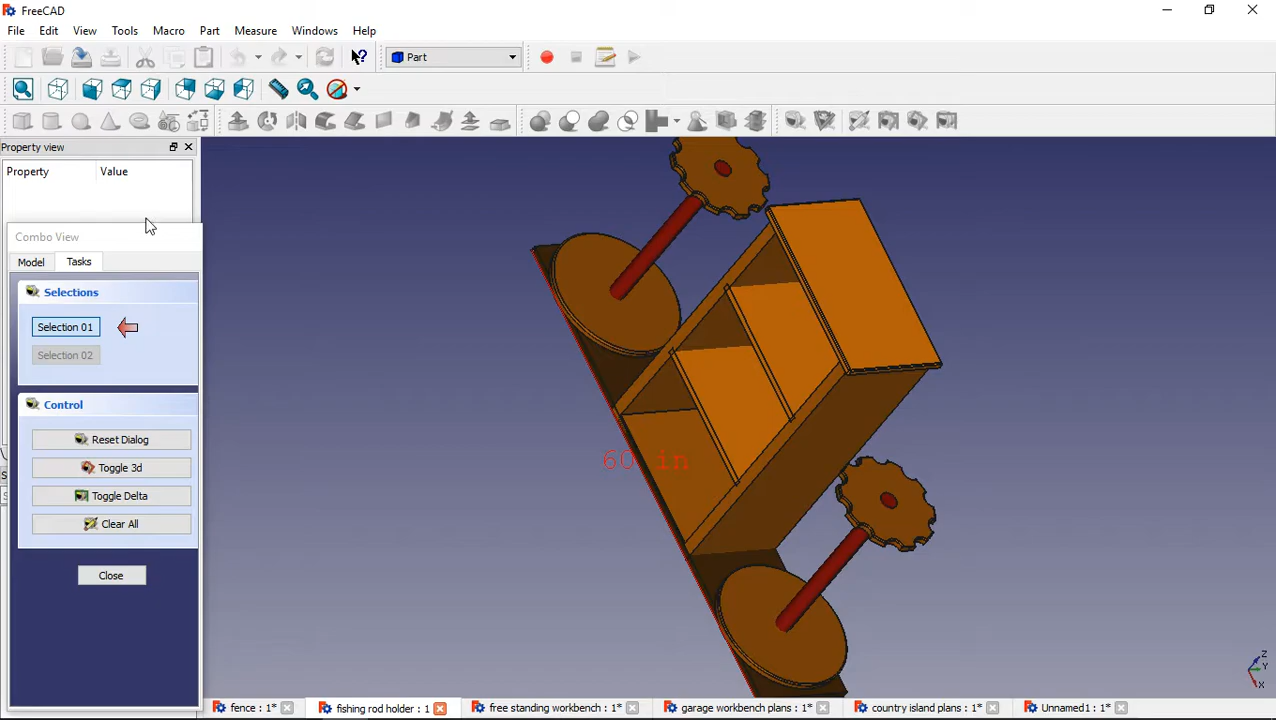 FreeCAD
File Edit View Tools Macro Part Measure Windows Help
Part
Property view
Property Value
Combo View
Model Tasks
Selections
Selection 01
Selection 02
Control
Reset Dialog
Toggle 3d
Toggle Delta
Clear All
Close
60 in
Z
Y
X
fence : 1* fishing rod holder : 1 free standing workbench : 1* garage workbench plans : 1* country island plans : 1* Unnamed1 : 1*